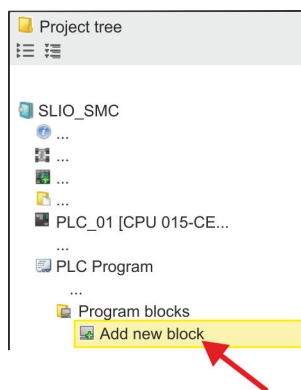 Project tree
SLIO_SMC
...
...
...
...
PLC_01 [CPU 015-CE...
...
PLC Program
...
Program blocks
Add new block